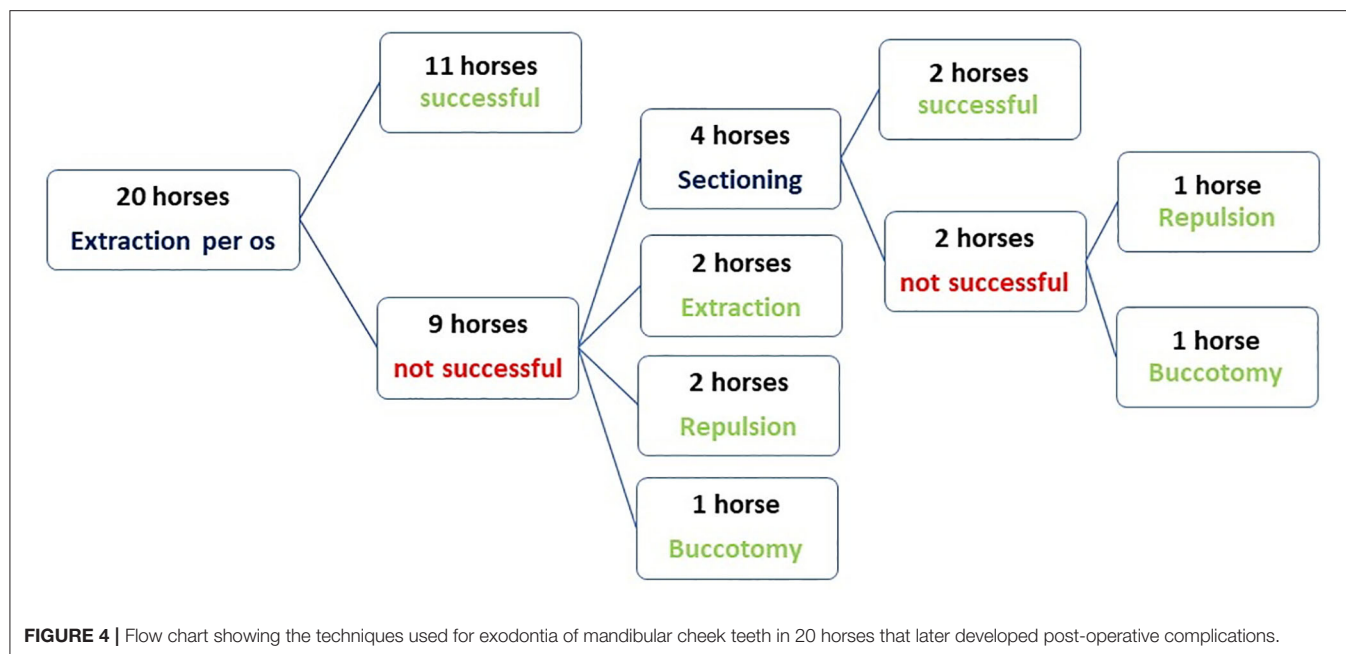 20 horses
Extraction per os
11 horses
successful
9 horses
not successful
4 horses
Sectioning
2 horses
Extraction
2 horses
Repulsion
1 horse
Buccotomy
2 horses
successful
2 horses
not successful
1 horse
Repulsion
1 horse
Buccotomy
FIGURE 4 | Flow chart showing the techniques used for exodontia of mandibular cheek teeth in 20 horses that later developed post-operative complications.